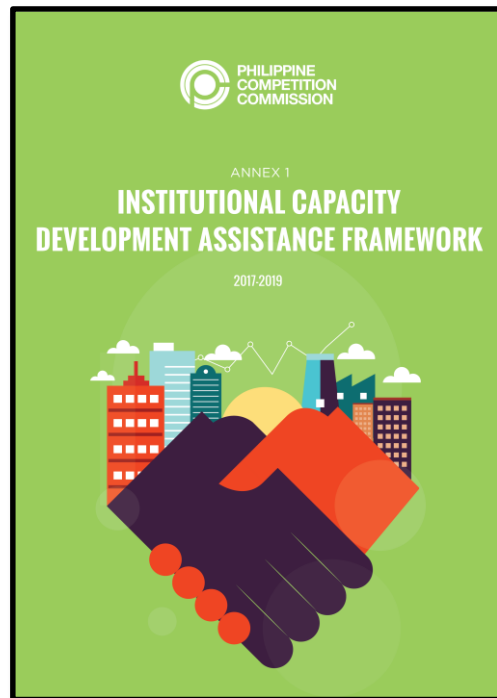 PHILIPPINE
COMPETITION
COMMISSION
ANNEX 1
INSTITUTIONAL CAPACITY
DEVELOPMENT ASSISTANCE FRAMEWORK
2017-2019